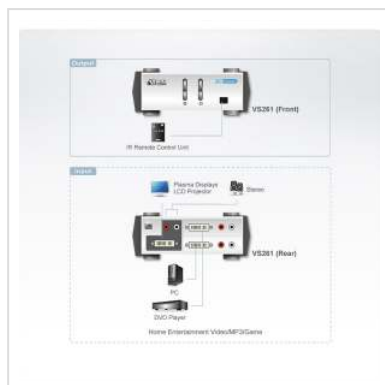 Output
ATEN
VS261 (Front)
IR Remote Control Unit
Input
Plasma Displays
LCD Projector
Stereo
VS261 (Rear)
PC
DVD Player
Home Entertainment Video/MP3/Game